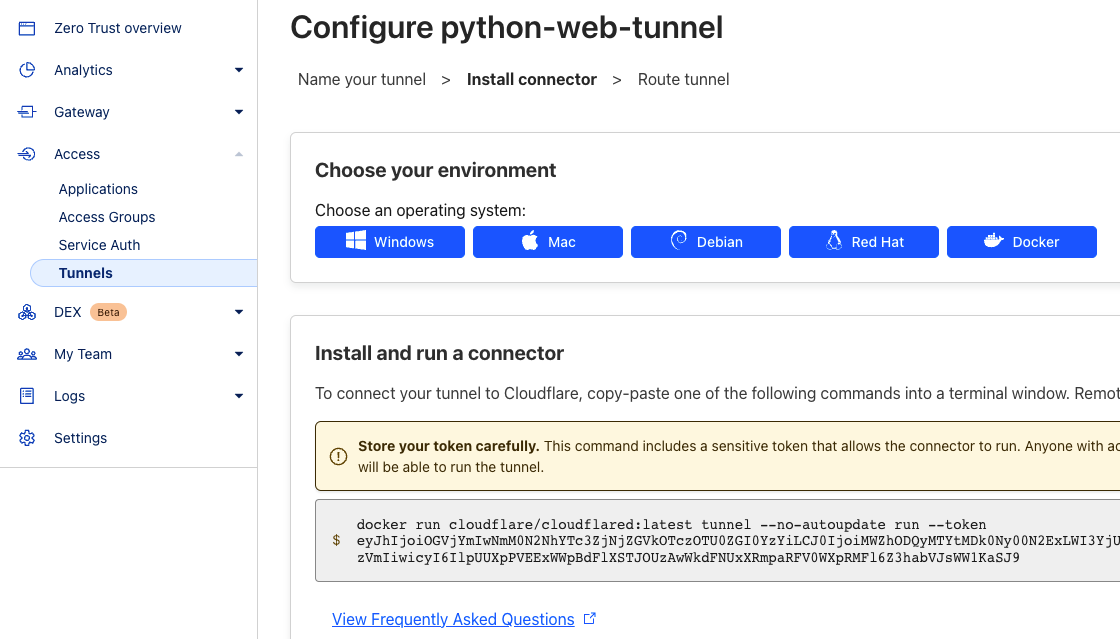 Zero Trust overview
Analytics
Gateway
Access
Applications
Access Groups
Service Auth
Tunnels
DEX Beta
My Team
Logs
Settings
Configure python-web-tunnel
Name your tunnel > Install connector > Route tunnel
Choose your environment
Choose an operating system:
Windows Mac Debian Red Hat Docker
Install and run a connector
To connect your tunnel to Cloudflare, copy-paste one of the following commands into a terminal window. Remot
Store your token carefully. This command includes a sensitive token that allows the connector to run. Anyone with ac
will be able to run the tunnel.
docker run cloudflare/cloudflared:latest tunnel --no-autoupdate run --token
$ eyJhIjoiOGVjYmIwNmM0N2NhYTc3ZjNjZGVkOTczOTU0ZGI0YzYiLCJ0IjoiMWZhODQyMTYtMDk0Ny00N2ExLWI3YjU
zVmIiwicyI6IlpUUXpPVEExWWpBdFlXSTJOUzAwWkdFNUxXRmpaRFV0WXpRMFl6Z3habVJsWW1KaSJ9
View Frequently Asked Questions